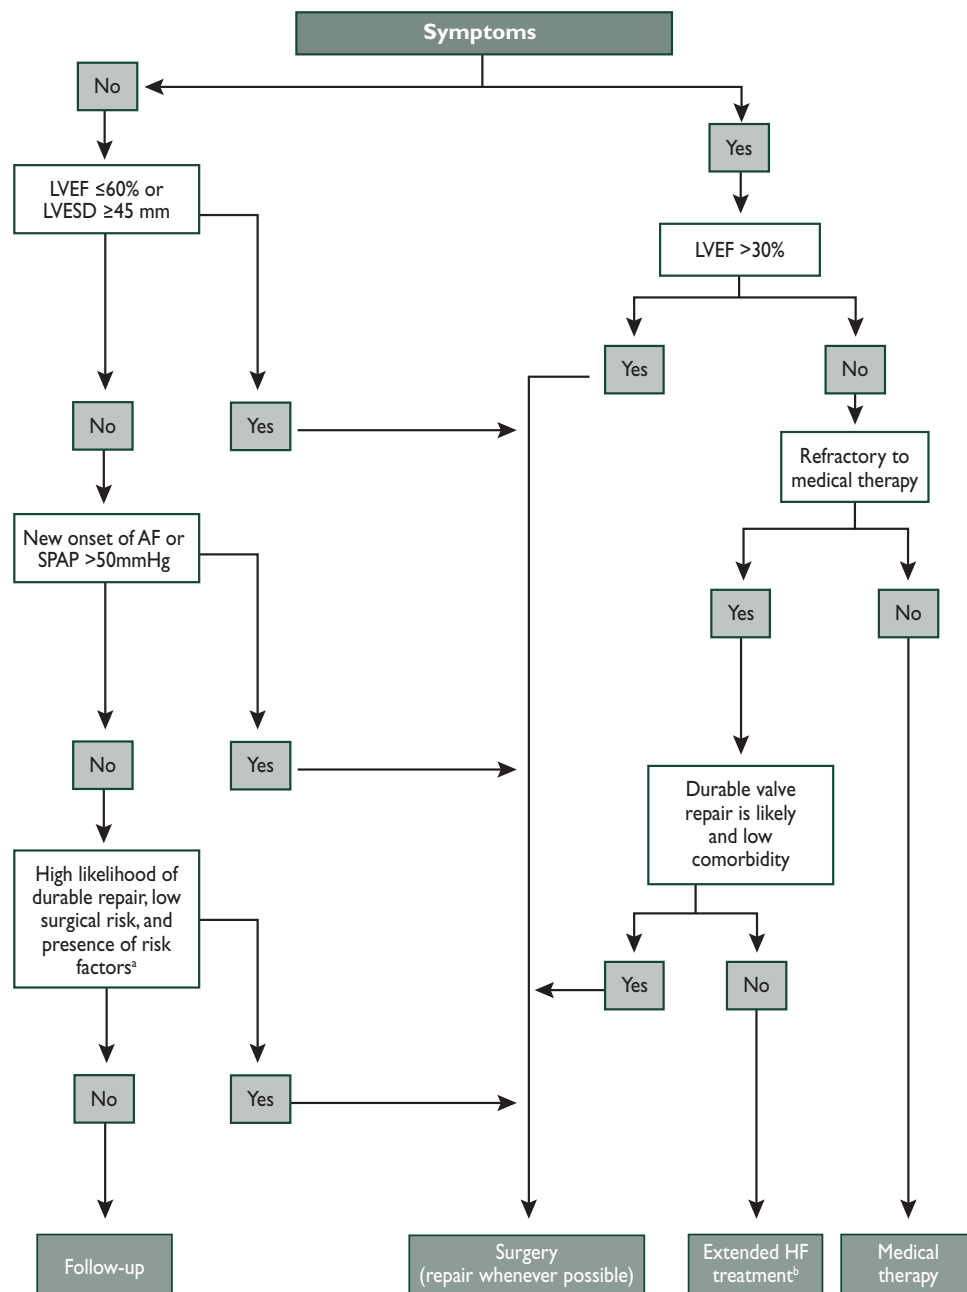 Symptoms
No
Yes
LVEF ≤60% or
LVESD ≥45 mm
LVEF >30%
Yes
No
No
Yes
Refractory to
medical therapy
New onset of AF or
SPAP >50mmHg
Yes
No
No
Yes
Durable valve
repair is likely
and low
comorbidity
High likelihood of
durable repair, low
surgical risk, and
presence of risk
factorsᵃ
Yes
No
No
Yes
Follow-up
Surgery
(repair whenever possible)
Extended HF
treatmentᵇ
Medical
therapy